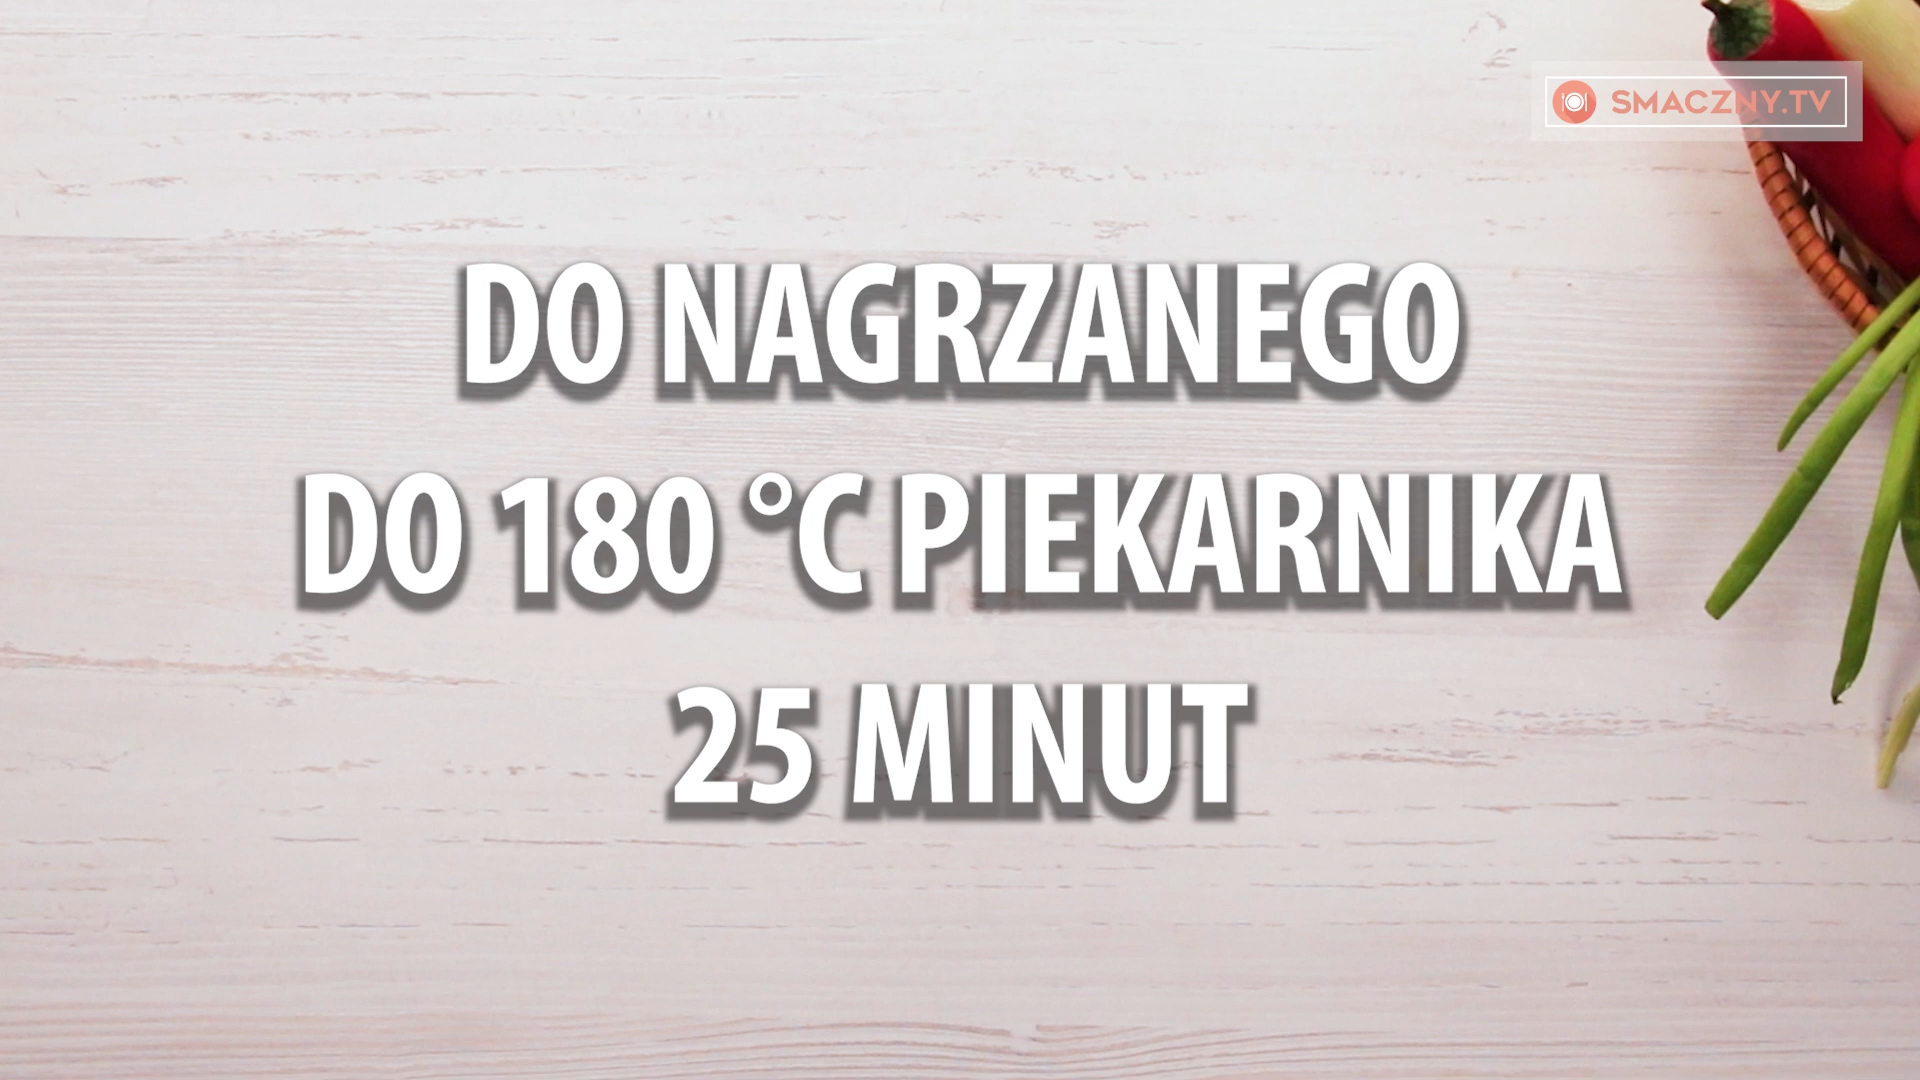 SMACZNY.TV
DO NAGRZANEGO
DO 180 °C PIEKARNIKA
25 MINUT